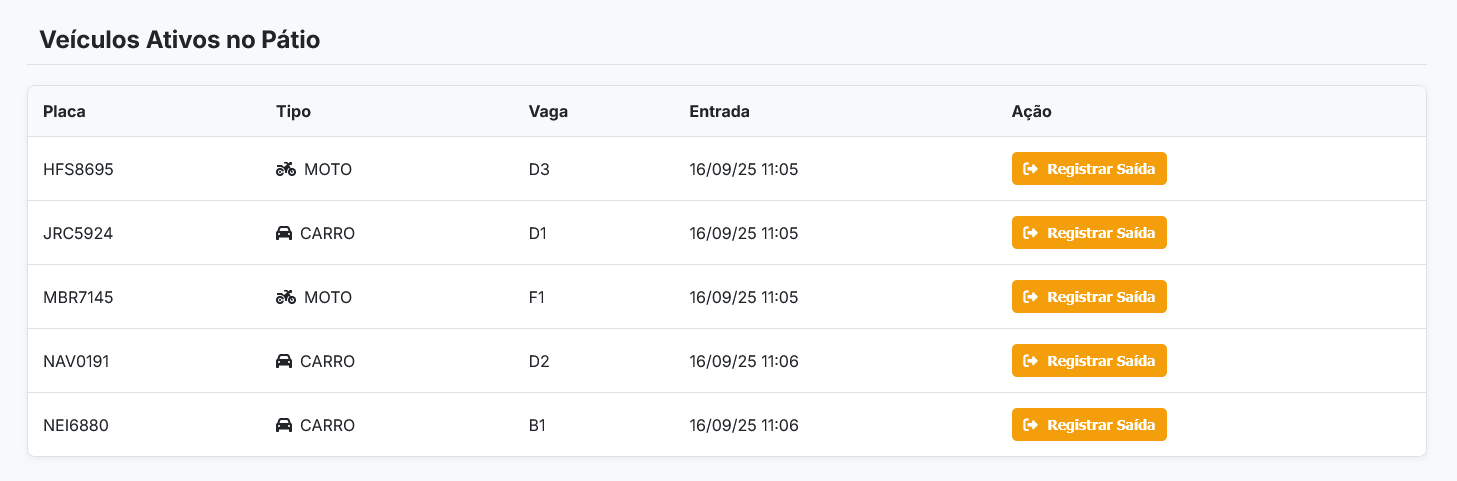 Veículos Ativos no Pátio
Placa Tipo Vaga Entrada Ação
HFS8695 MOTO D3 16/09/25 11:05 Registrar Saída
JRC5924 CARRO D1 16/09/25 11:05 Registrar Saída
MBR7145 MOTO F1 16/09/25 11:05 Registrar Saída
NAV0191 CARRO D2 16/09/25 11:06 Registrar Saída
NEI6880 CARRO B1 16/09/25 11:06 Registrar Saída